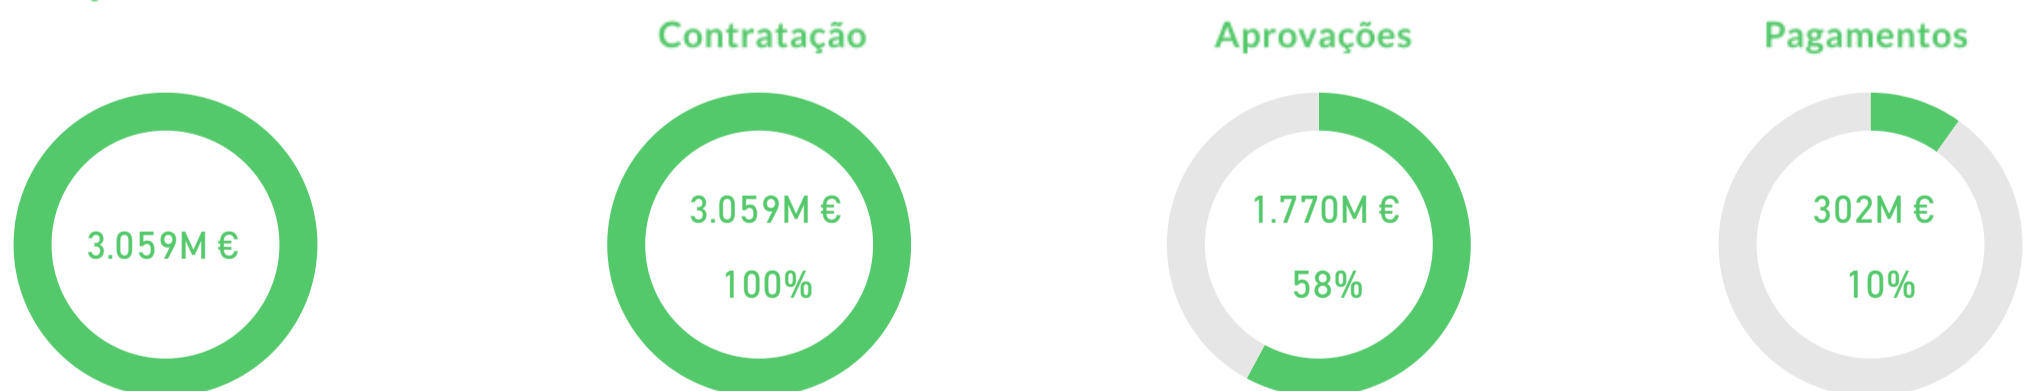 Contratação
Aprovações
Pagamentos
3.059M €
3.059M €
100%
1.770M €
58%
302M €
10%